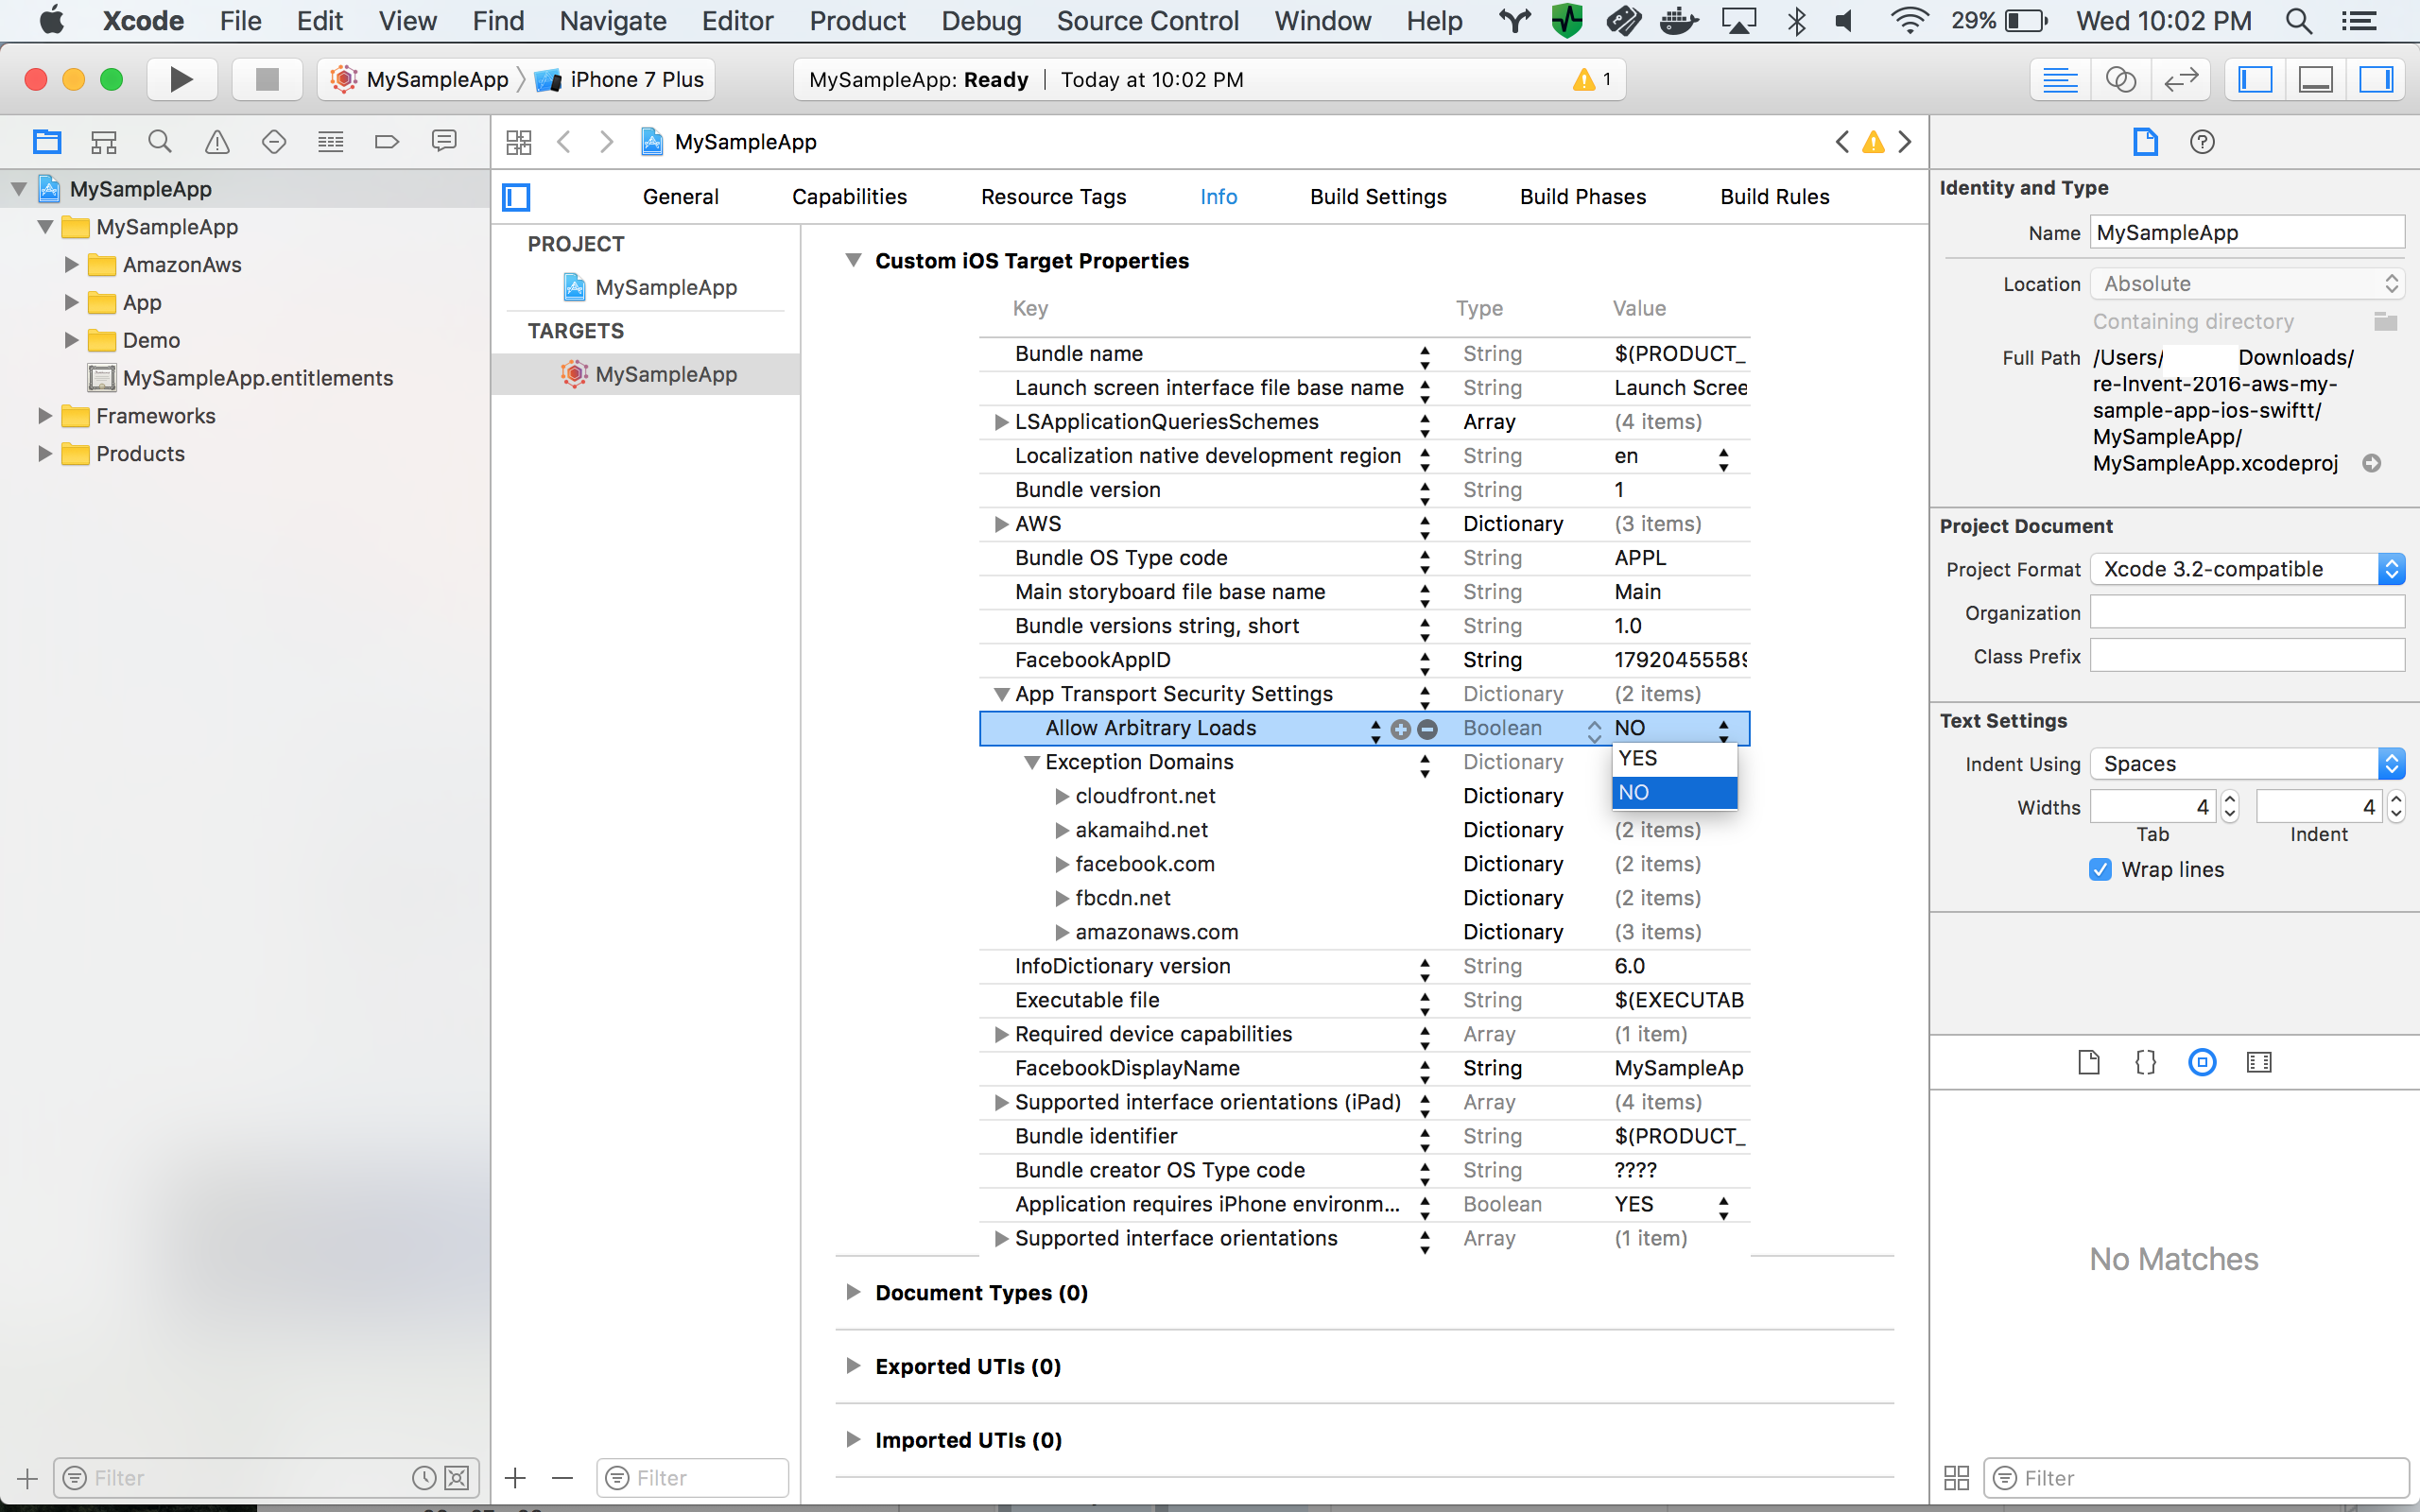 Xcode File Edit View Find Navigate Editor Product Debug Source Control Window Help 29% Wed 10:02 PM
MySampleApp iPhone 7 Plus MySampleApp: Ready Today at 10:02 PM 1
MySampleApp
MySampleApp
MySampleApp
AmazonAws
App
Demo
MySampleApp.entitlements
Frameworks
Products
Filter
MySampleApp
General Capabilities Resource Tags Info Build Settings Build Phases Build Rules
PROJECT
MySampleApp
TARGETS
MySampleApp
Filter
Custom iOS Target Properties
Key Type Value
Bundle name String $(PRODUCT_
Launch screen interface file base name String Launch Scree
LSApplicationQueriesSchemes Array (4 items)
Localization native development region String en
Bundle version String 1
AWS Dictionary (3 items)
Bundle OS Type code String APPL
Main storyboard file base name String Main
Bundle versions string, short String 1.0
FacebookAppID String 17920455589
App Transport Security Settings Dictionary (2 items)
Allow Arbitrary Loads Boolean NO
YES
NO
Exception Domains Dictionary
cloudfront.net Dictionary
akamaihd.net Dictionary (2 items)
facebook.com Dictionary (2 items)
fbcdn.net Dictionary (2 items)
amazonaws.com Dictionary (3 items)
InfoDictionary version String 6.0
Executable file String $(EXECUTAB
Required device capabilities Array (1 item)
FacebookDisplayName String MySampleAp
Supported interface orientations (iPad) Array (4 items)
Bundle identifier String $(PRODUCT_
Bundle creator OS Type code String ????
Application requires iPhone environm... Boolean YES
Supported interface orientations Array (1 item)
Document Types (0)
Exported UTIs (0)
Imported UTIs (0)
Identity and Type
Name MySampleApp
Location Absolute
Containing directory
Full Path /Users/ Downloads/
re-Invent-2016-aws-my-
sample-app-ios-swiftt/
MySampleApp/
MySampleApp.xcodeproj
Project Document
Project Format Xcode 3.2-compatible
Organization
Class Prefix
Text Settings
Indent Using Spaces
Widths 4 4
Tab Indent
Wrap lines
No Matches
Filter